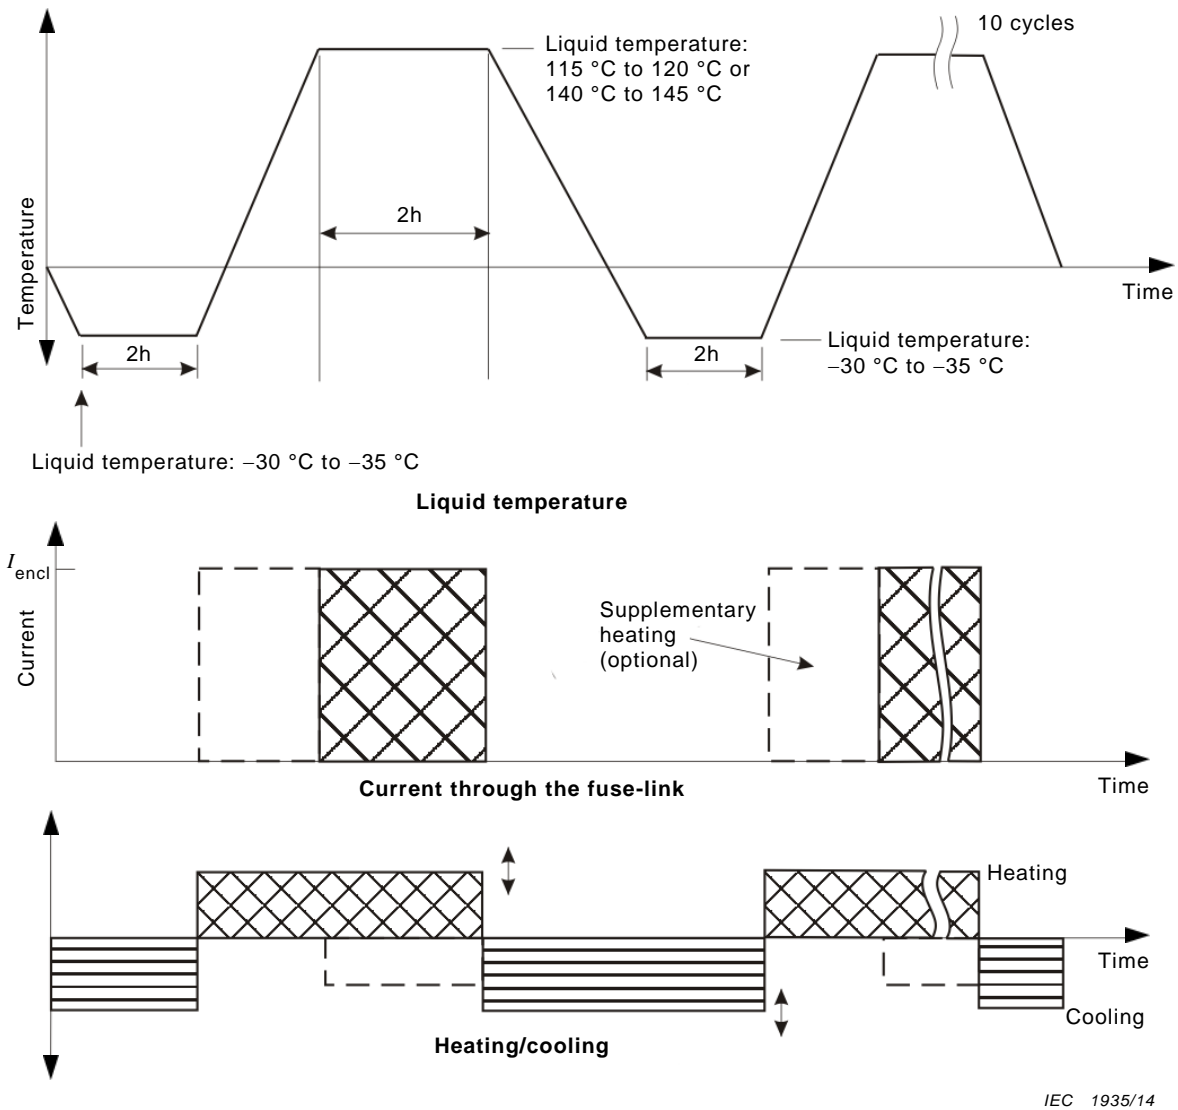 10 cycles
Liquid temperature:
115 °C to 120 °C or
140 °C to 145 °C
Temperature
2h
Time
2h
2h
Liquid temperature:
–30 °C to –35 °C
Liquid temperature: –30 °C to –35 °C
Liquid temperature
Iencl
Current
Supplementary
heating
(optional)
Time
Current through the fuse-link
Heating
Time
Cooling
Heating/cooling
IEC 1935/14